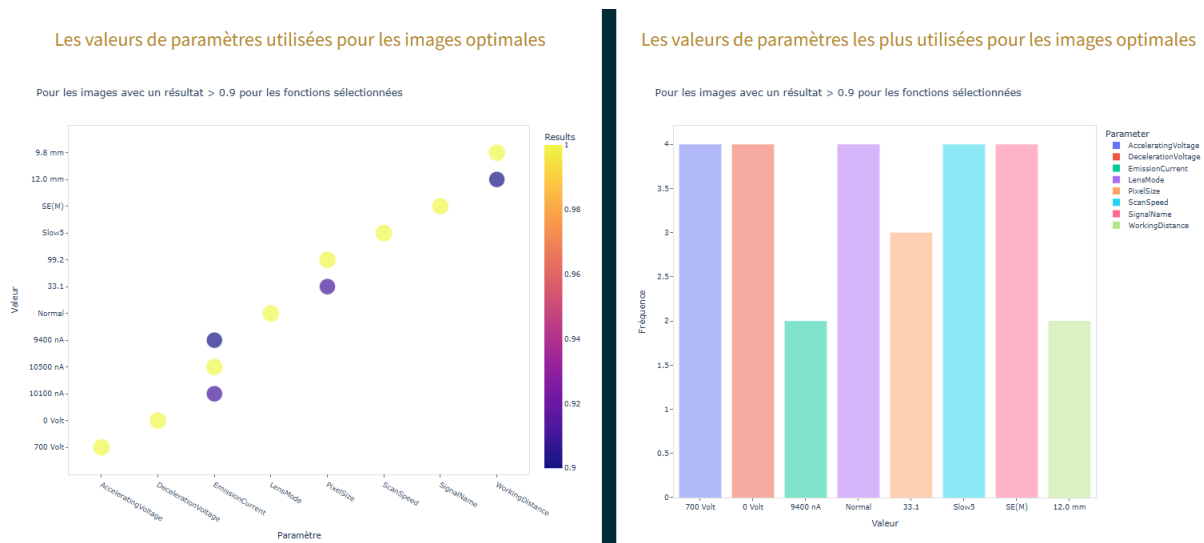 Les valeurs de paramètres utilisées pour les images optimales
Pour les images avec un résultat > 0.9 pour les fonctions sélectionnées
Results
1
0.98
0.96
0.94
0.92
0.9
Valeur
9.8 mm
12.0 mm
SE(M)
Slow5
99.2
33.1
Normal
9400 nA
10500 nA
10100 nA
0 Volt
700 Volt
AcceleratingVoltage
DecelerationVoltage
EmissionCurrent
LensMode
PixelSize
ScanSpeed
SignalName
WorkingDistance
Paramètre
Les valeurs de paramètres les plus utilisées pour les images optimales
Pour les images avec un résultat > 0.9 pour les fonctions sélectionnées
Parameter
AcceleratingVoltage
DecelerationVoltage
EmissionCurrent
LensMode
PixelSize
ScanSpeed
SignalName
WorkingDistance
Fréquence
4
3.5
3
2.5
2
1.5
1
0.5
0
700 Volt
0 Volt
9400 nA
Normal
33.1
Slow5
SE(M)
12.0 mm
Valeur